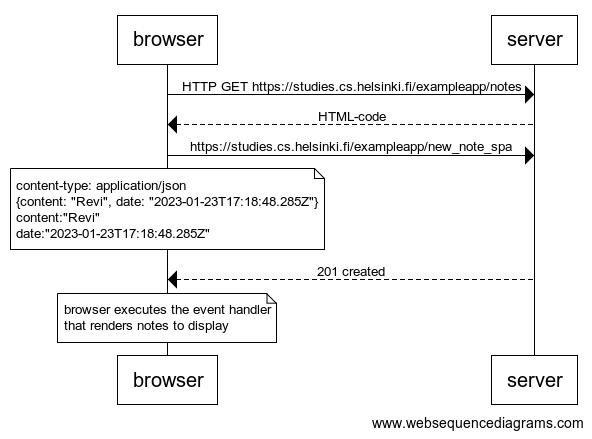 browser
server
HTTP GET https://studies.cs.helsinki.fi/exampleapp/notes
HTML-code
https://studies.cs.helsinki.fi/exampleapp/new_note_spa
content-type: application/json
{content: "Revi", date: "2023-01-23T17:18:48.285Z"}
content:"Revi"
date:"2023-01-23T17:18:48.285Z"
201 created
browser executes the event handler
that renders notes to display
browser
server
www.websequencediagrams.com